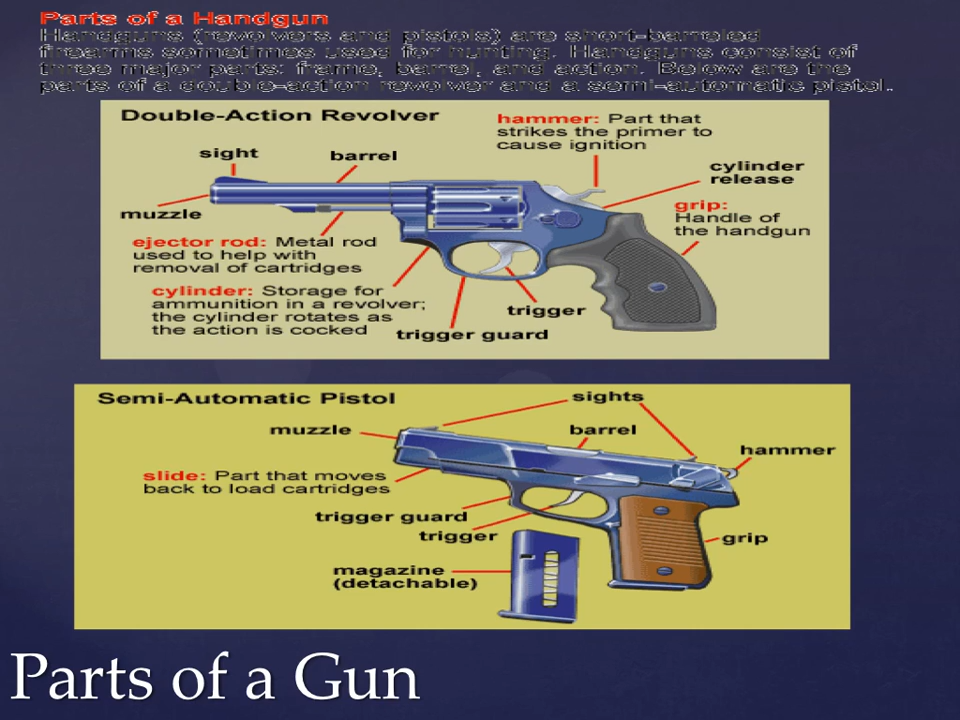 Parts of a Handgun
Handguns (revolvers and pistols) are short-barreled
firearms sometimes used for hunting. Handguns consist of
three major parts: frame, barrel, and action. Below are the
parts of a double-action revolver and a semi-automatic pistol.
Double-Action Revolver
hammer: Part that
strikes the primer to
cause ignition
sight
barrel
cylinder
release
muzzle
grip:
Handle of
the handgun
ejector rod: Metal rod
used to help with
removal of cartridges
cylinder: Storage for
ammunition in a revolver;
the cylinder rotates as
the action is cocked
trigger
trigger guard
Semi-Automatic Pistol
sights
muzzle
barrel
hammer
slide: Part that moves
back to load cartridges
trigger guard
trigger
grip
magazine
(detachable)
Parts of a Gun